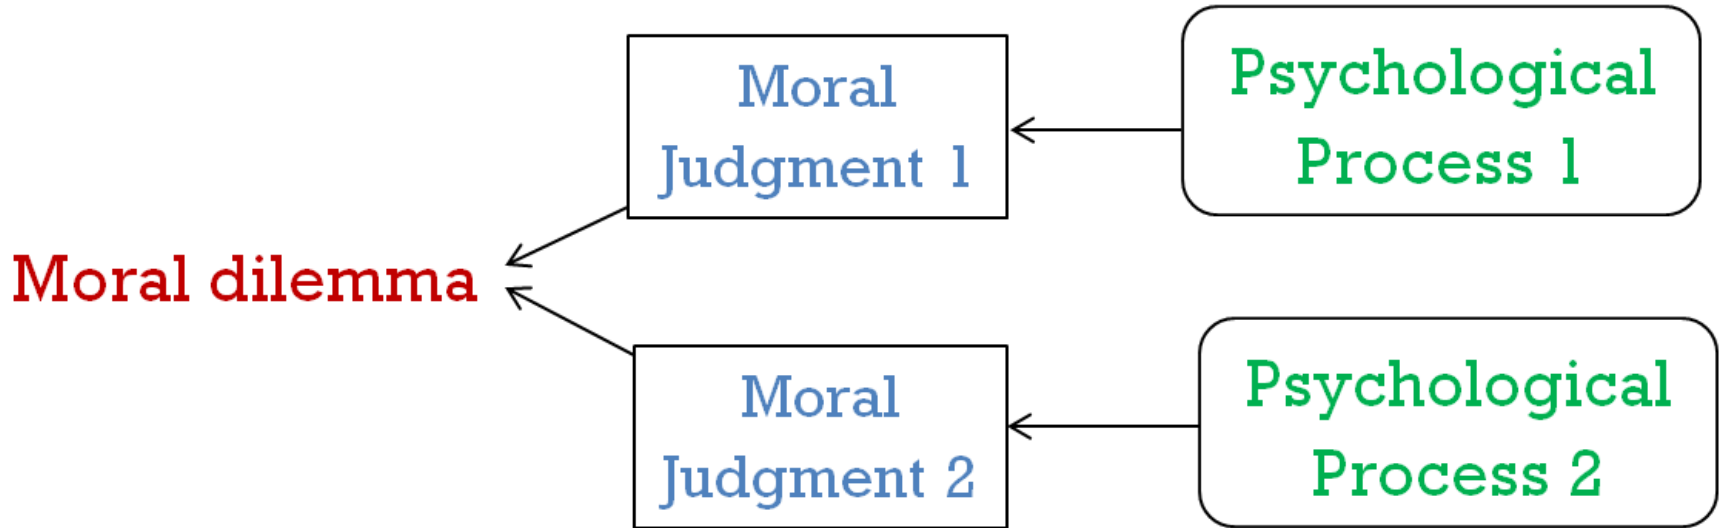 Moral
Judgment 1
Psychological
Process 1
Moral dilemma
Moral
Judgment 2
Psychological
Process 2